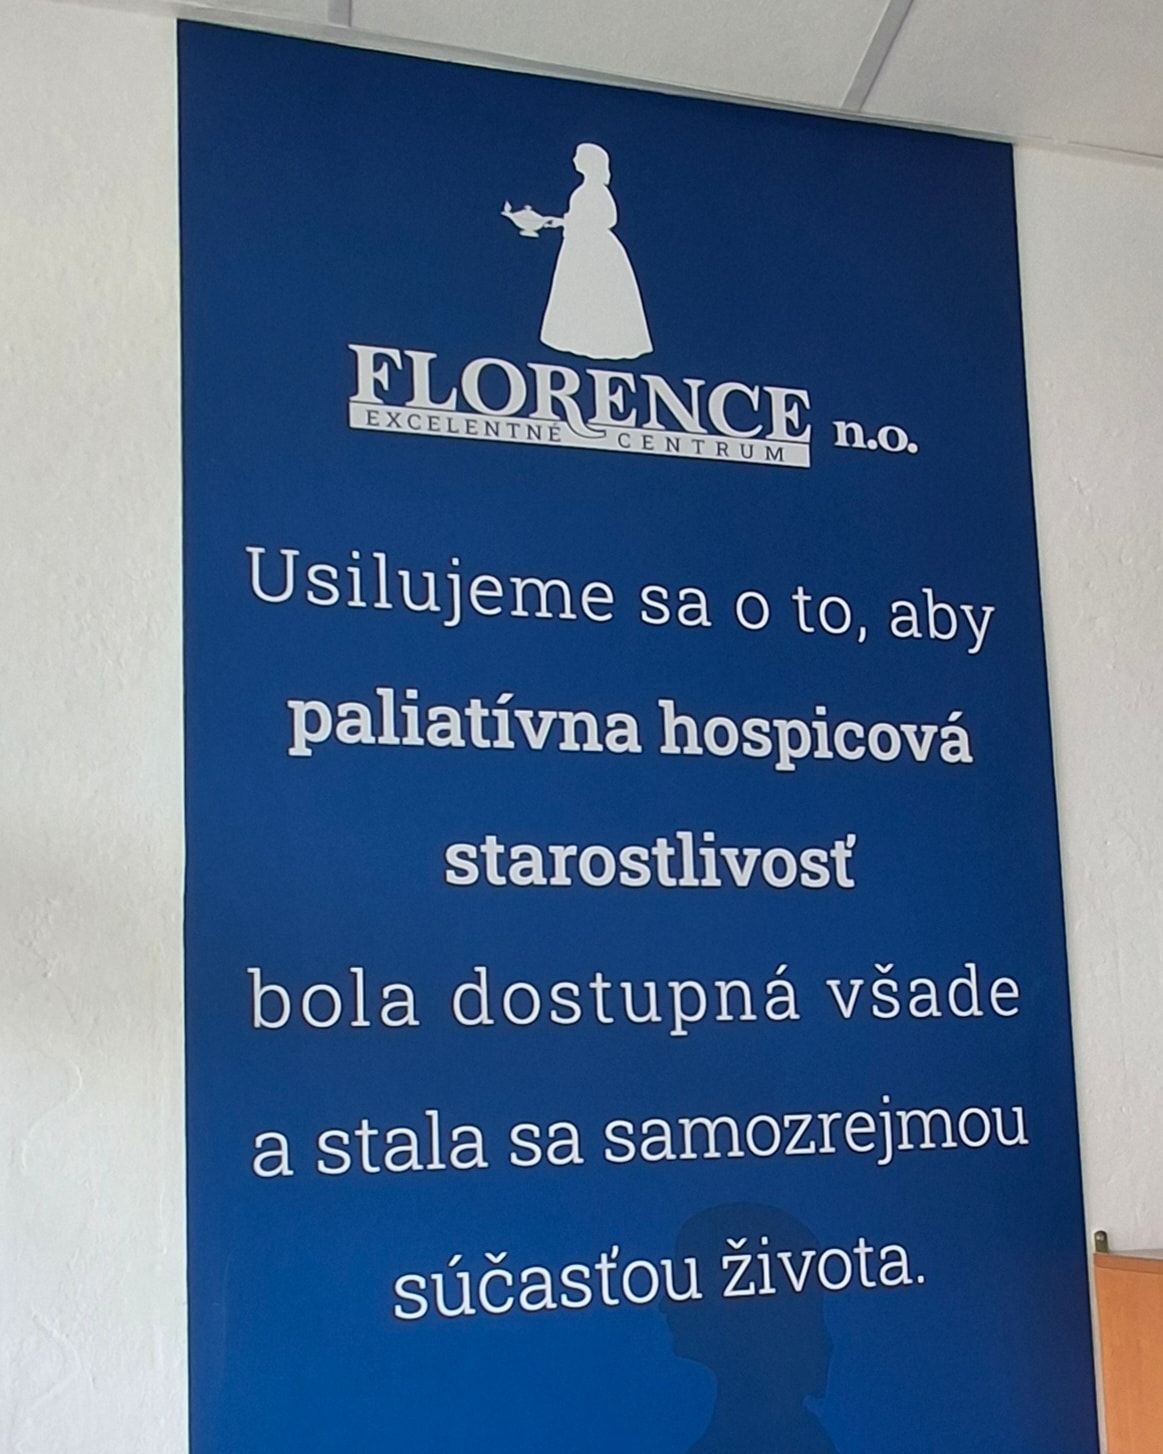 FLORENCE n.o.
EXCELENTNÉ CENTRUM
Usilujeme sa o to, aby
paliatívna hospicová
starostlivosť
bola dostupná všade
a stala sa samozrejmou
súčasťou života.